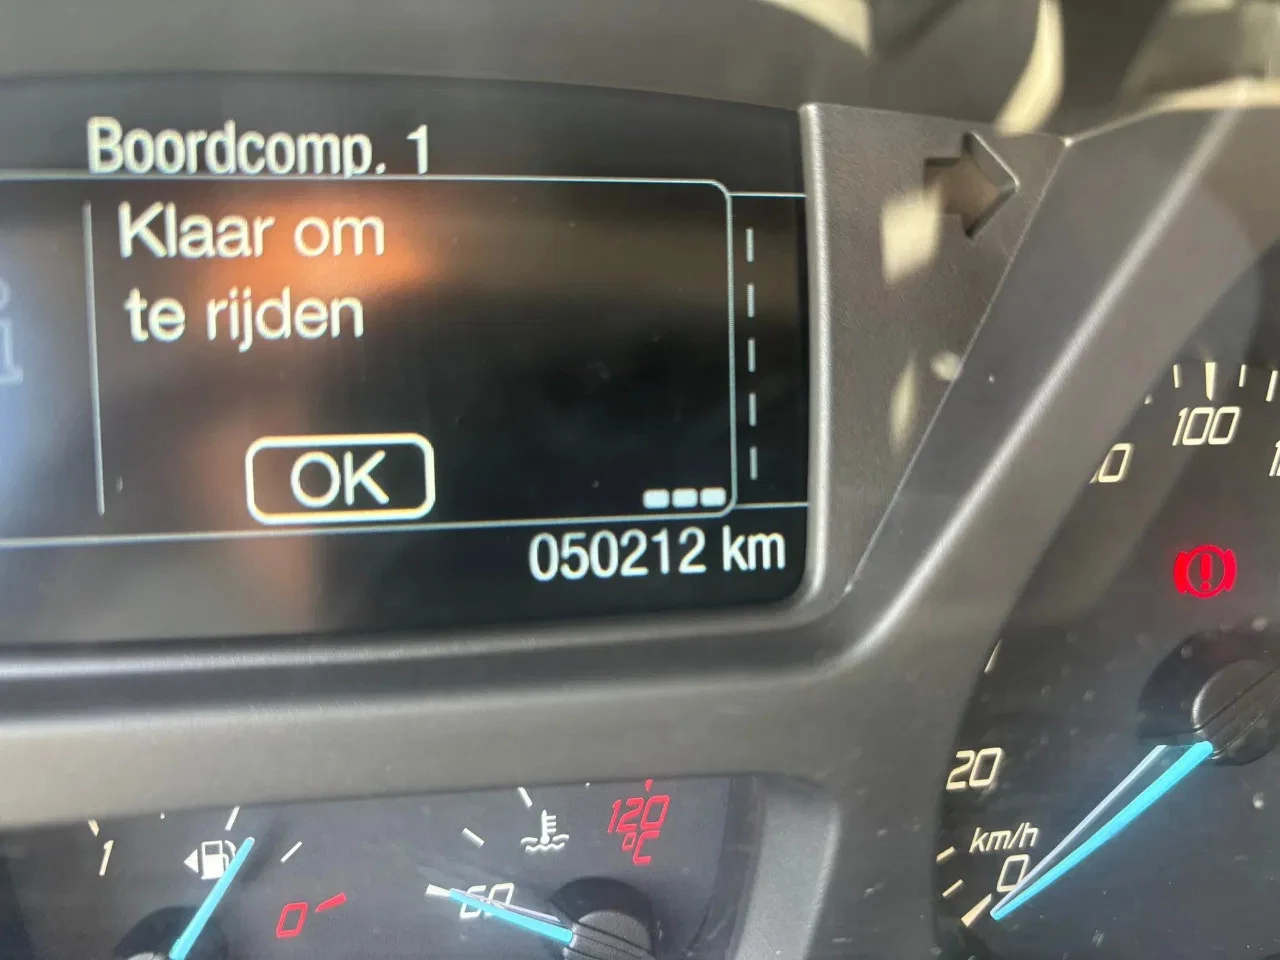 Boordcomp. 1
Klaar om
te rijden
OK
050212 km
100
20
km/h
0
1
0
60
120
°C